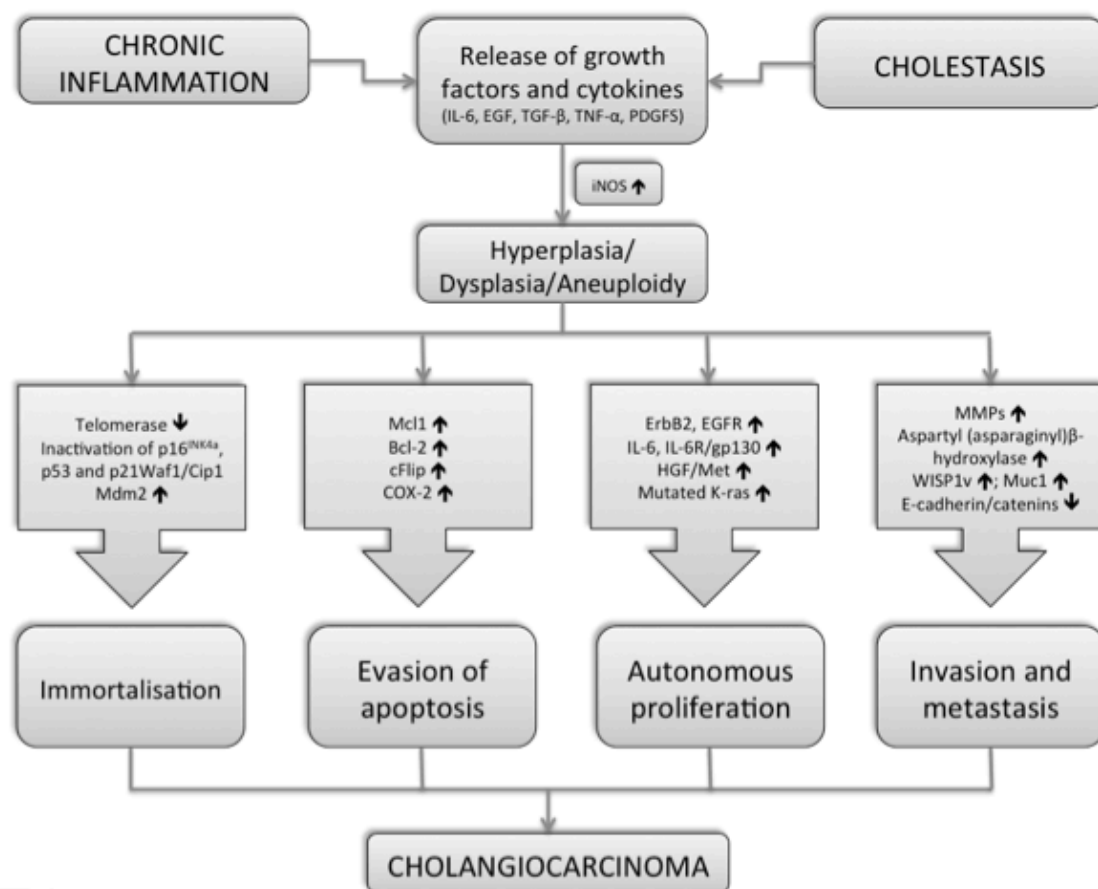 CHRONIC
INFLAMMATION
Release of growth
factors and cytokines
(IL-6, EGF, TGF-β, TNF-α, PDGFS)
CHOLESTASIS
iNOS ↑
Hyperplasia/
Dysplasia/Aneuploidy
Telomerase ↓
Inactivation of p16INK4a,
p53 and p21Waf1/Cip1
Mdm2 ↑
Mcl1 ↑
Bcl-2 ↑
cFlip ↑
COX-2 ↑
ErbB2, EGFR ↑
IL-6, IL-6R/gp130 ↑
HGF/Met ↑
Mutated K-ras ↑
MMPs ↑
Aspartyl (asparaginyl)β-
hydroxylase ↑
WISP1v ↑; Muc1 ↑
E-cadherin/catenins ↓
Immortalisation
Evasion of
apoptosis
Autonomous
proliferation
Invasion and
metastasis
CHOLANGIOCARCINOMA